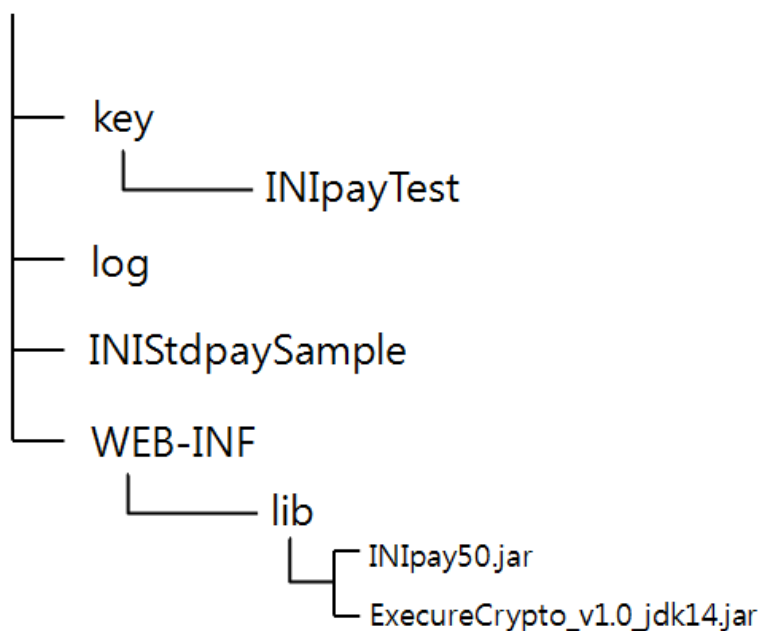 key
INIpayTest
log
INIStdpaySample
WEB-INF
lib
INIpay50.jar
ExecureCrypto_v1.0_jdk14.jar